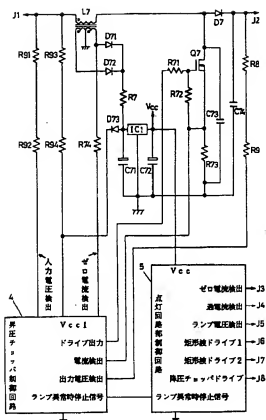 J1
L7
D7
J2
D71
R91
R93
D72
Q7
R8
R71
R7
Vcc
R72
C73
C74
D73
IC1
R92
R94
R74
C71
C72
R73
R9
入力電圧検出
ゼロ電流検出
4
昇圧チョッパ制御回路
Vcc1
ドライブ出力
電流検出
出力電圧検出
ランプ異常時停止信号
5
点灯回路部制御回路
Vcc
ゼロ電流検出
J3
過電流検出
J4
ランプ電圧検出
J5
矩形波ドライブ1
J6
矩形波ドライブ2
J7
降圧チョッパドライブ
J8
ランプ異常時停止信号